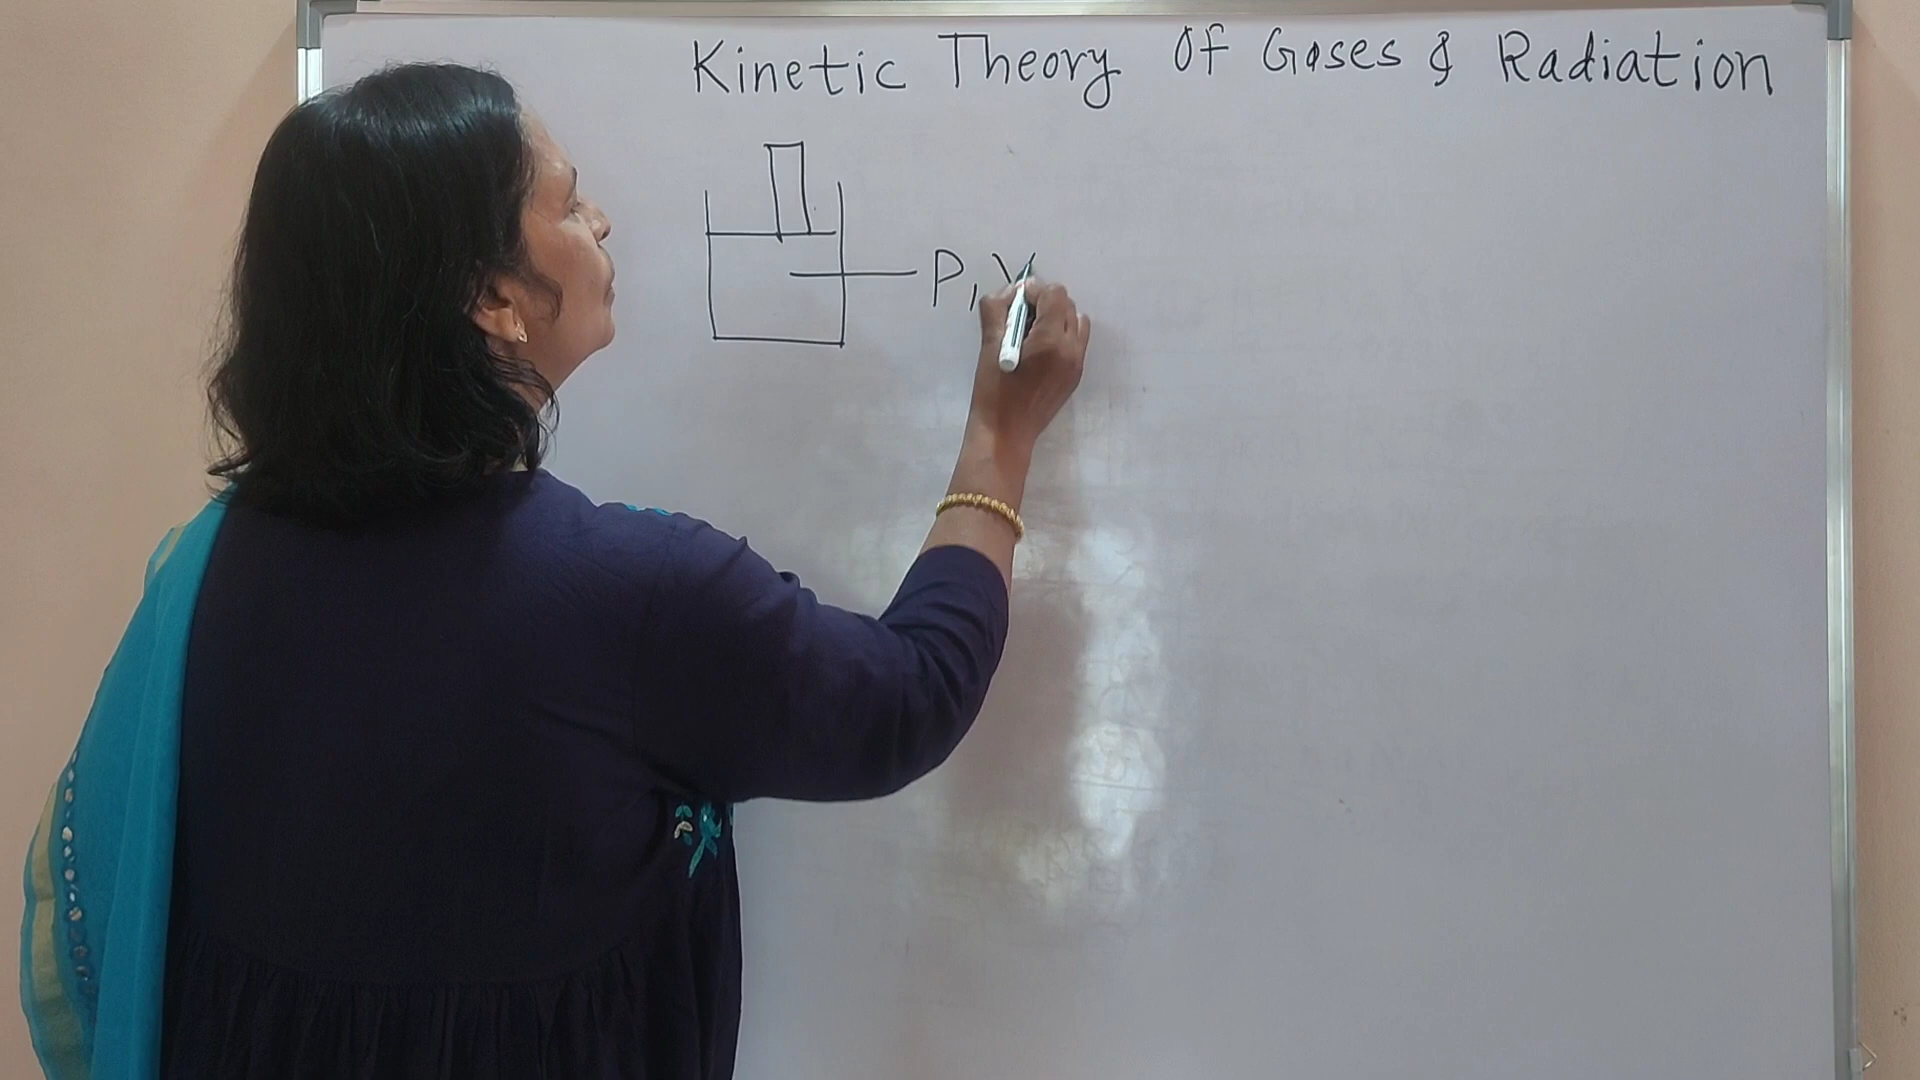 Kinetic Theory Of Gases & Radiation
P, V